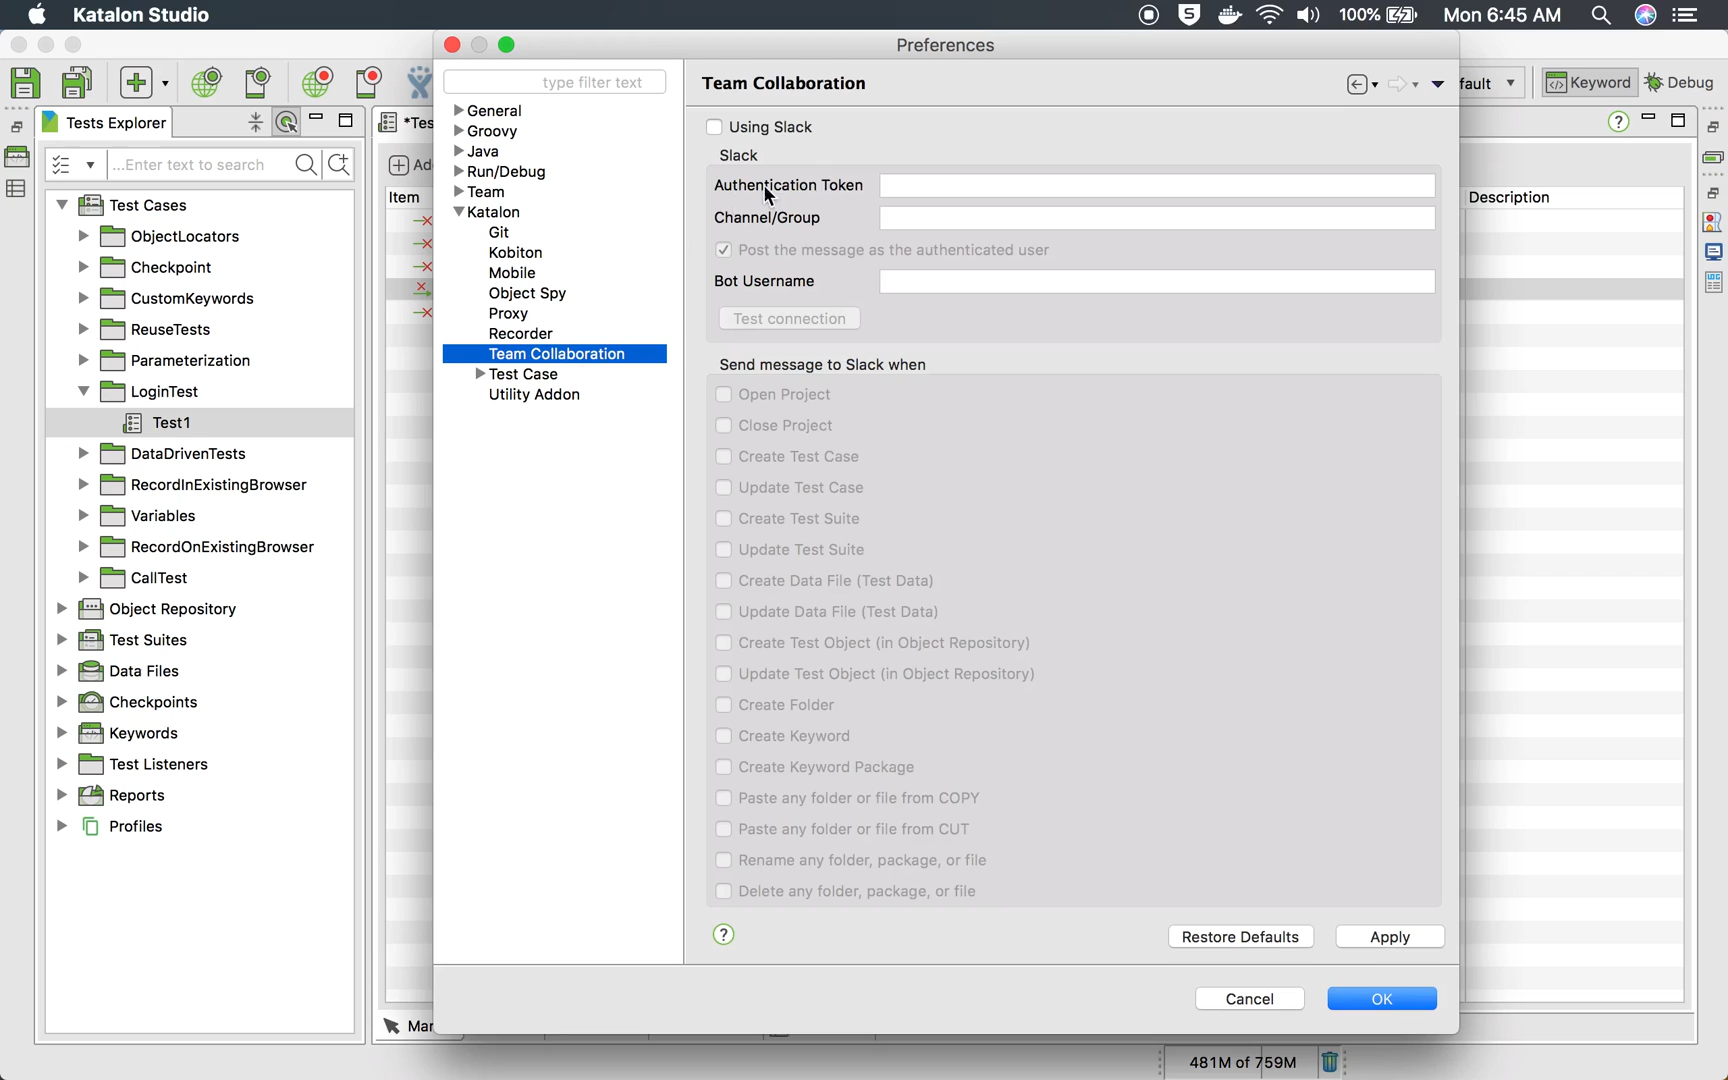 Katalon Studio
S
100%
Mon 6:45 AM
Preferences
Tests Explorer
*Tes
fault
Keyword
Debug
...Enter text to search
Ad
Item
Description
Test Cases
ObjectLocators
Checkpoint
CustomKeywords
ReuseTests
Parameterization
LoginTest
Test1
DataDrivenTests
RecordInExistingBrowser
Variables
RecordOnExistingBrowser
CallTest
Object Repository
Test Suites
Data Files
Checkpoints
Keywords
Test Listeners
Reports
Profiles
type filter text
General
Groovy
Java
Run/Debug
Team
Katalon
Git
Kobiton
Mobile
Object Spy
Proxy
Recorder
Team Collaboration
Test Case
Utility Addon
Team Collaboration
Using Slack
Slack
Authentication Token
Channel/Group
Post the message as the authenticated user
Bot Username
Test connection
Send message to Slack when
Open Project
Close Project
Create Test Case
Update Test Case
Create Test Suite
Update Test Suite
Create Data File (Test Data)
Update Data File (Test Data)
Create Test Object (in Object Repository)
Update Test Object (in Object Repository)
Create Folder
Create Keyword
Create Keyword Package
Paste any folder or file from COPY
Paste any folder or file from CUT
Rename any folder, package, or file
Delete any folder, package, or file
?
Restore Defaults
Apply
Cancel
OK
Mar
481M of 759M